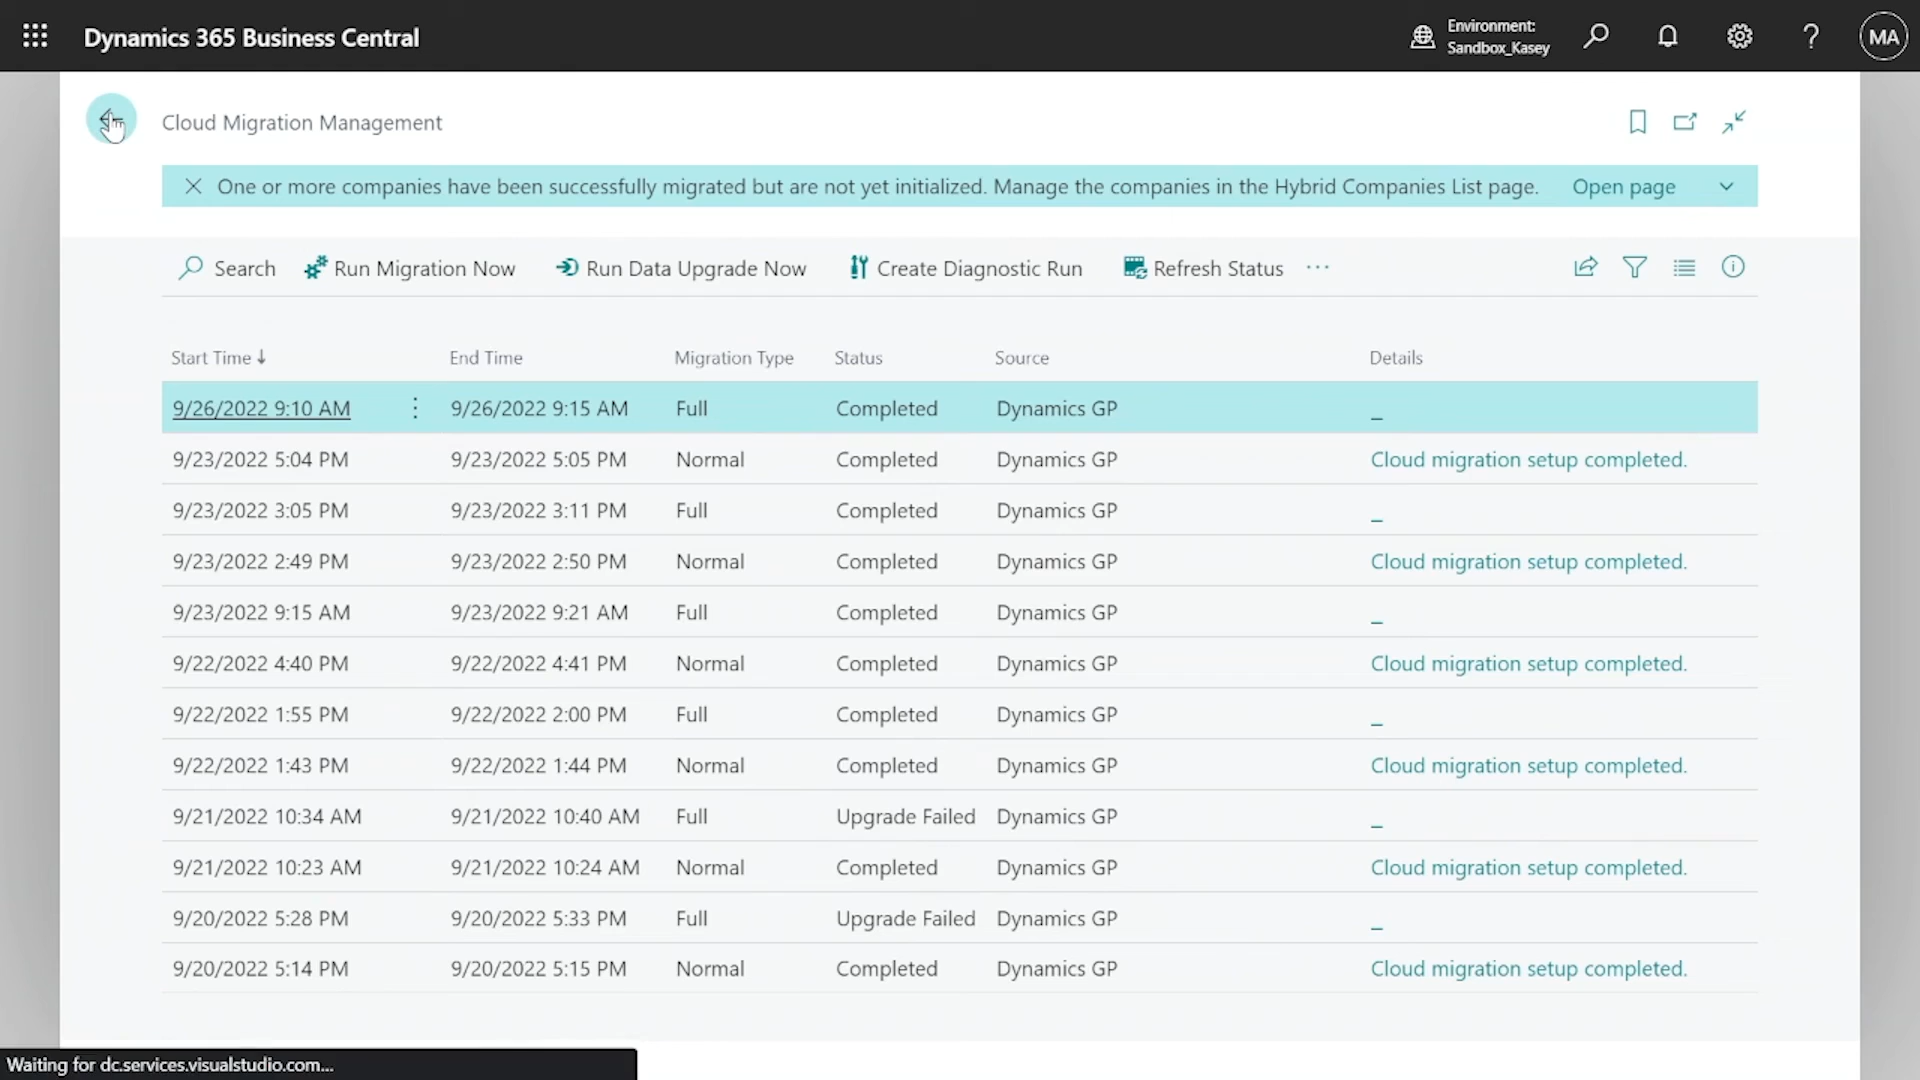 Dynamics 365 Business Central
Environment:
Sandbox_Kasey
?
MA
Cloud Migration Management
One or more companies have been successfully migrated but are not yet initialized. Manage the companies in the Hybrid Companies List page. Open page
Search Run Migration Now Run Data Upgrade Now Create Diagnostic Run Refresh Status ...
Start Time ↓ End Time Migration Type Status Source Details
9/26/2022 9:10 AM 9/26/2022 9:15 AM Full Completed Dynamics GP _
9/23/2022 5:04 PM 9/23/2022 5:05 PM Normal Completed Dynamics GP Cloud migration setup completed.
9/23/2022 3:05 PM 9/23/2022 3:11 PM Full Completed Dynamics GP _
9/23/2022 2:49 PM 9/23/2022 2:50 PM Normal Completed Dynamics GP Cloud migration setup completed.
9/23/2022 9:15 AM 9/23/2022 9:21 AM Full Completed Dynamics GP _
9/22/2022 4:40 PM 9/22/2022 4:41 PM Normal Completed Dynamics GP Cloud migration setup completed.
9/22/2022 1:55 PM 9/22/2022 2:00 PM Full Completed Dynamics GP _
9/22/2022 1:43 PM 9/22/2022 1:44 PM Normal Completed Dynamics GP Cloud migration setup completed.
9/21/2022 10:34 AM 9/21/2022 10:40 AM Full Upgrade Failed Dynamics GP _
9/21/2022 10:23 AM 9/21/2022 10:24 AM Normal Completed Dynamics GP Cloud migration setup completed.
9/20/2022 5:28 PM 9/20/2022 5:33 PM Full Upgrade Failed Dynamics GP _
9/20/2022 5:14 PM 9/20/2022 5:15 PM Normal Completed Dynamics GP Cloud migration setup completed.
Waiting for dc.services.visualstudio.com...